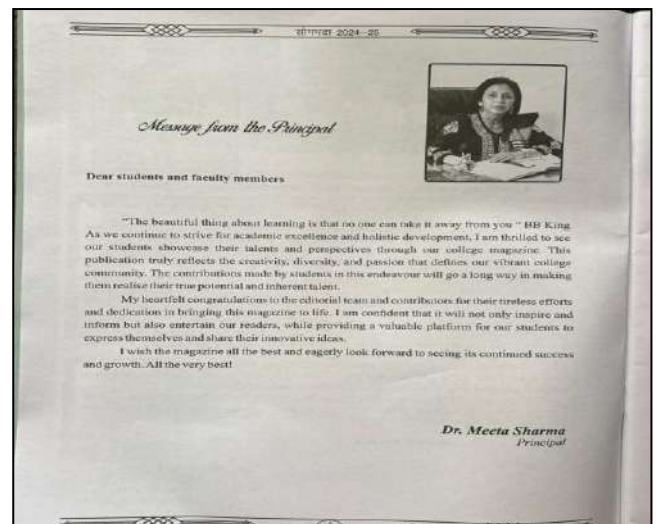 2024-25
Message from the Principal
Dear students and faculty members
"The beautiful thing about learning is that no one can take it away from you " BB King
As we continue to strive for academic excellence and holistic development, I am thrilled to see
our students showcase their talents and perspectives through our college magazine. This
publication truly reflects the creativity, diversity, and passion that defines our vibrant college
community. The contributions made by students in this endeavour will go a long way in making
them realise their true potential and inherent talent.
My heartfelt congratulations to the editorial team and contributors for their tireless efforts
and dedication in bringing this magazine to life. I am confident that it will not only inspire and
inform but also entertain our readers, while providing a valuable platform for our students to
express themselves and share their innovative ideas.
I wish the magazine all the best and eagerly look forward to seeing its continued success
and growth. All the very best!
Dr. Meeta Sharma
Principal